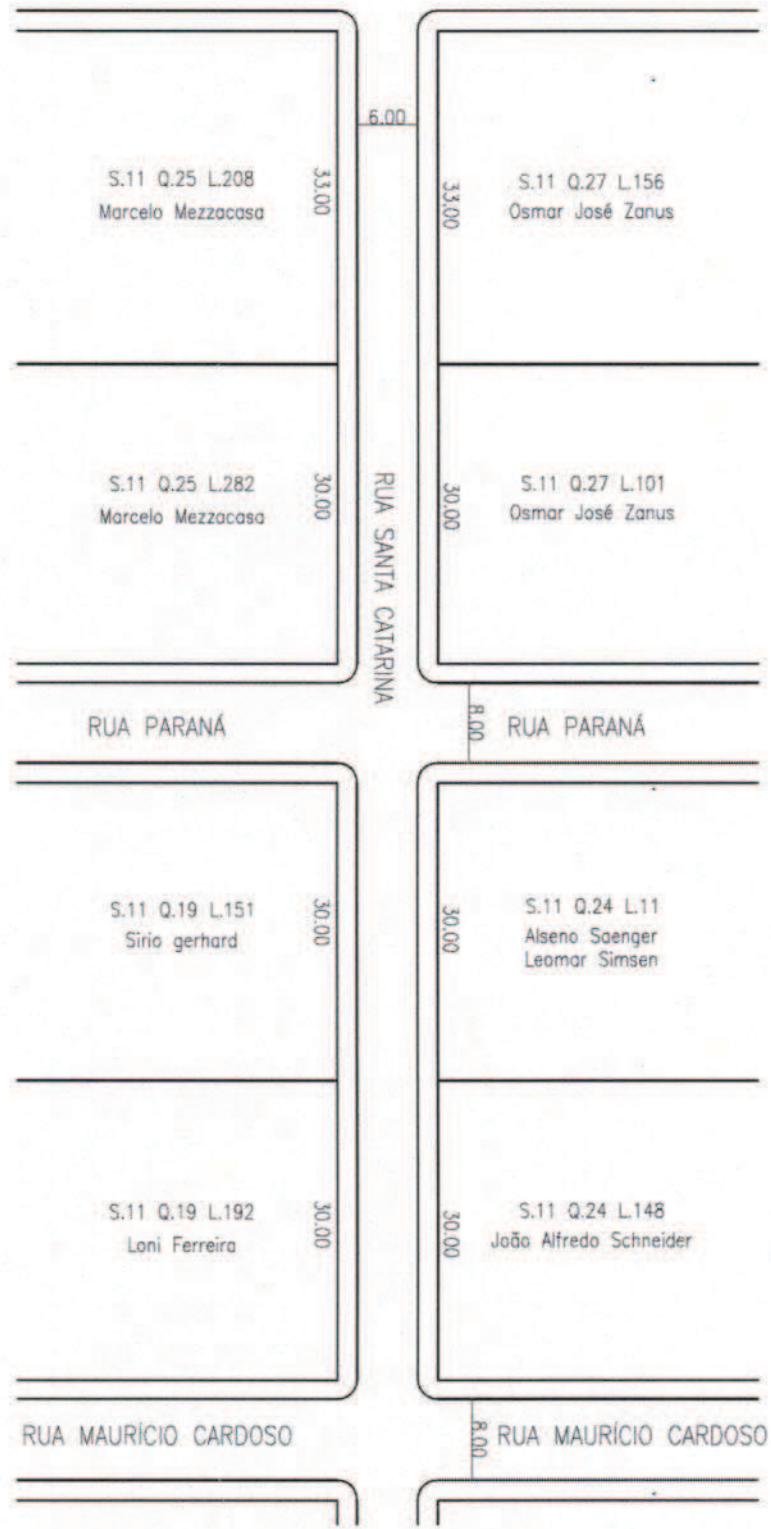 6.00
S.11 Q.25 L.208
Marcelo Mezzacasa
33.00
33.00
S.11 Q.27 L.156
Osmar José Zanus
S.11 Q.25 L.282
Marcelo Mezzacasa
30.00
RUA SANTA CATARINA
30.00
S.11 Q.27 L.101
Osmar José Zanus
RUA PARANÁ
8.00
RUA PARANÁ
S.11 Q.19 L.151
Sirio gerhard
30.00
30.00
S.11 Q.24 L.11
Alseno Saenger
Leomar Simsen
S.11 Q.19 L.192
Loni Ferreira
30.00
30.00
S.11 Q.24 L.148
João Alfredo Schneider
RUA MAURÍCIO CARDOSO
8.00
RUA MAURÍCIO CARDOSO